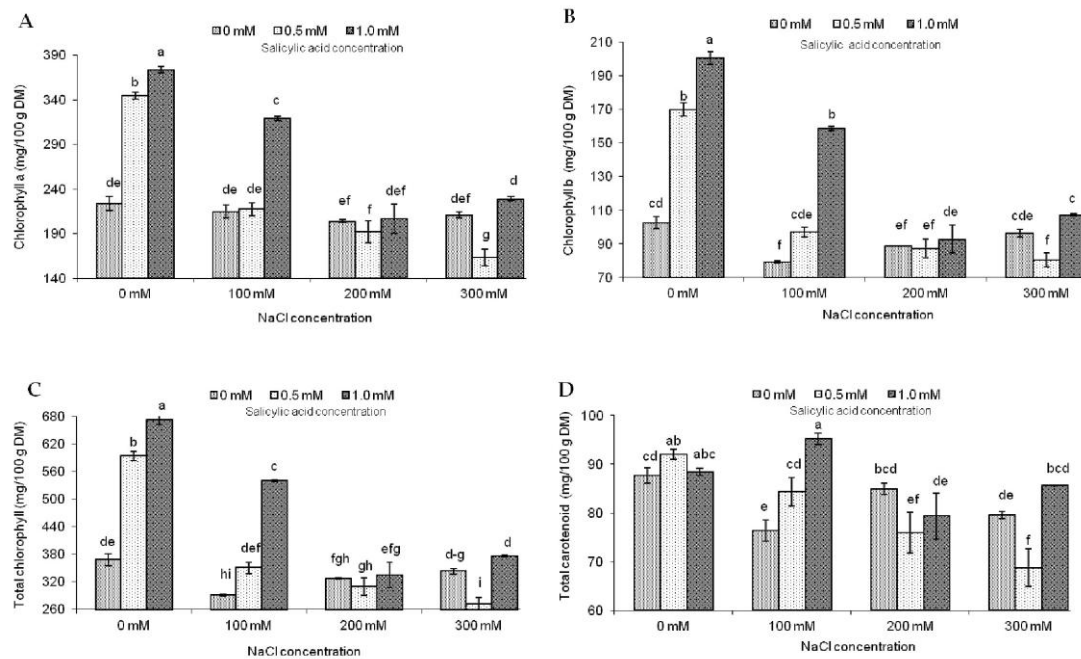 A
0 mM 0.5 mM 1.0 mM
Salicylic acid concentration
Chlorophyll a (mg/100 g DM)
390
340
290
240
190
140
de b a
de de c
ef f def
def g d
0 mM 100 mM 200 mM 300 mM
NaCl concentration
B
0 mM 0.5 mM 1.0 mM
Salicylic acid concentration
Chlorophyll b (mg/100 g DM)
210
190
170
150
130
110
90
70
cd b a
f cde b
ef ef de
cde f c
0 mM 100 mM 200 mM 300 mM
NaCl concentration
C
0 mM 0.5 mM 1.0 mM
Salicylic acid concentration
Total chlorophyll (mg/100 g DM)
680
620
560
500
440
380
320
260
de b a
hi def c
fgh gh efg
d-g i d
0 mM 100 mM 200 mM 300 mM
NaCl concentration
D
0 mM 0.5 mM 1.0 mM
Salicylic acid concentration
Total carotenoid (mg/100 g DM)
100
90
80
70
60
cd ab abc
e cd a
bcd ef de
de f bcd
0 mM 100 mM 200 mM 300 mM
NaCl concentration